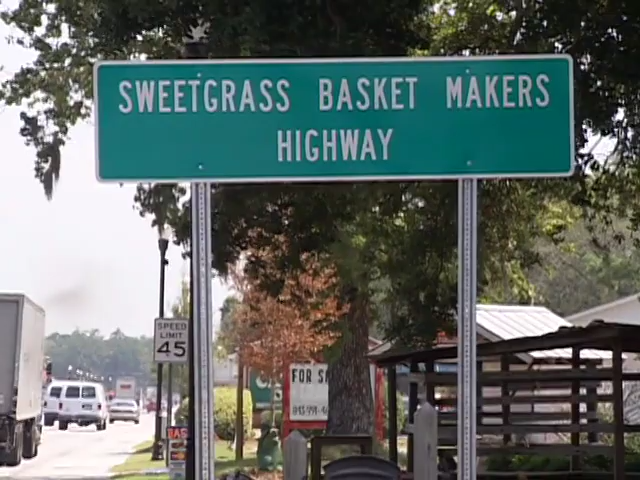 SWEETGRASS BASKET MAKERS
HIGHWAY
SPEED
LIMIT
45
FOR